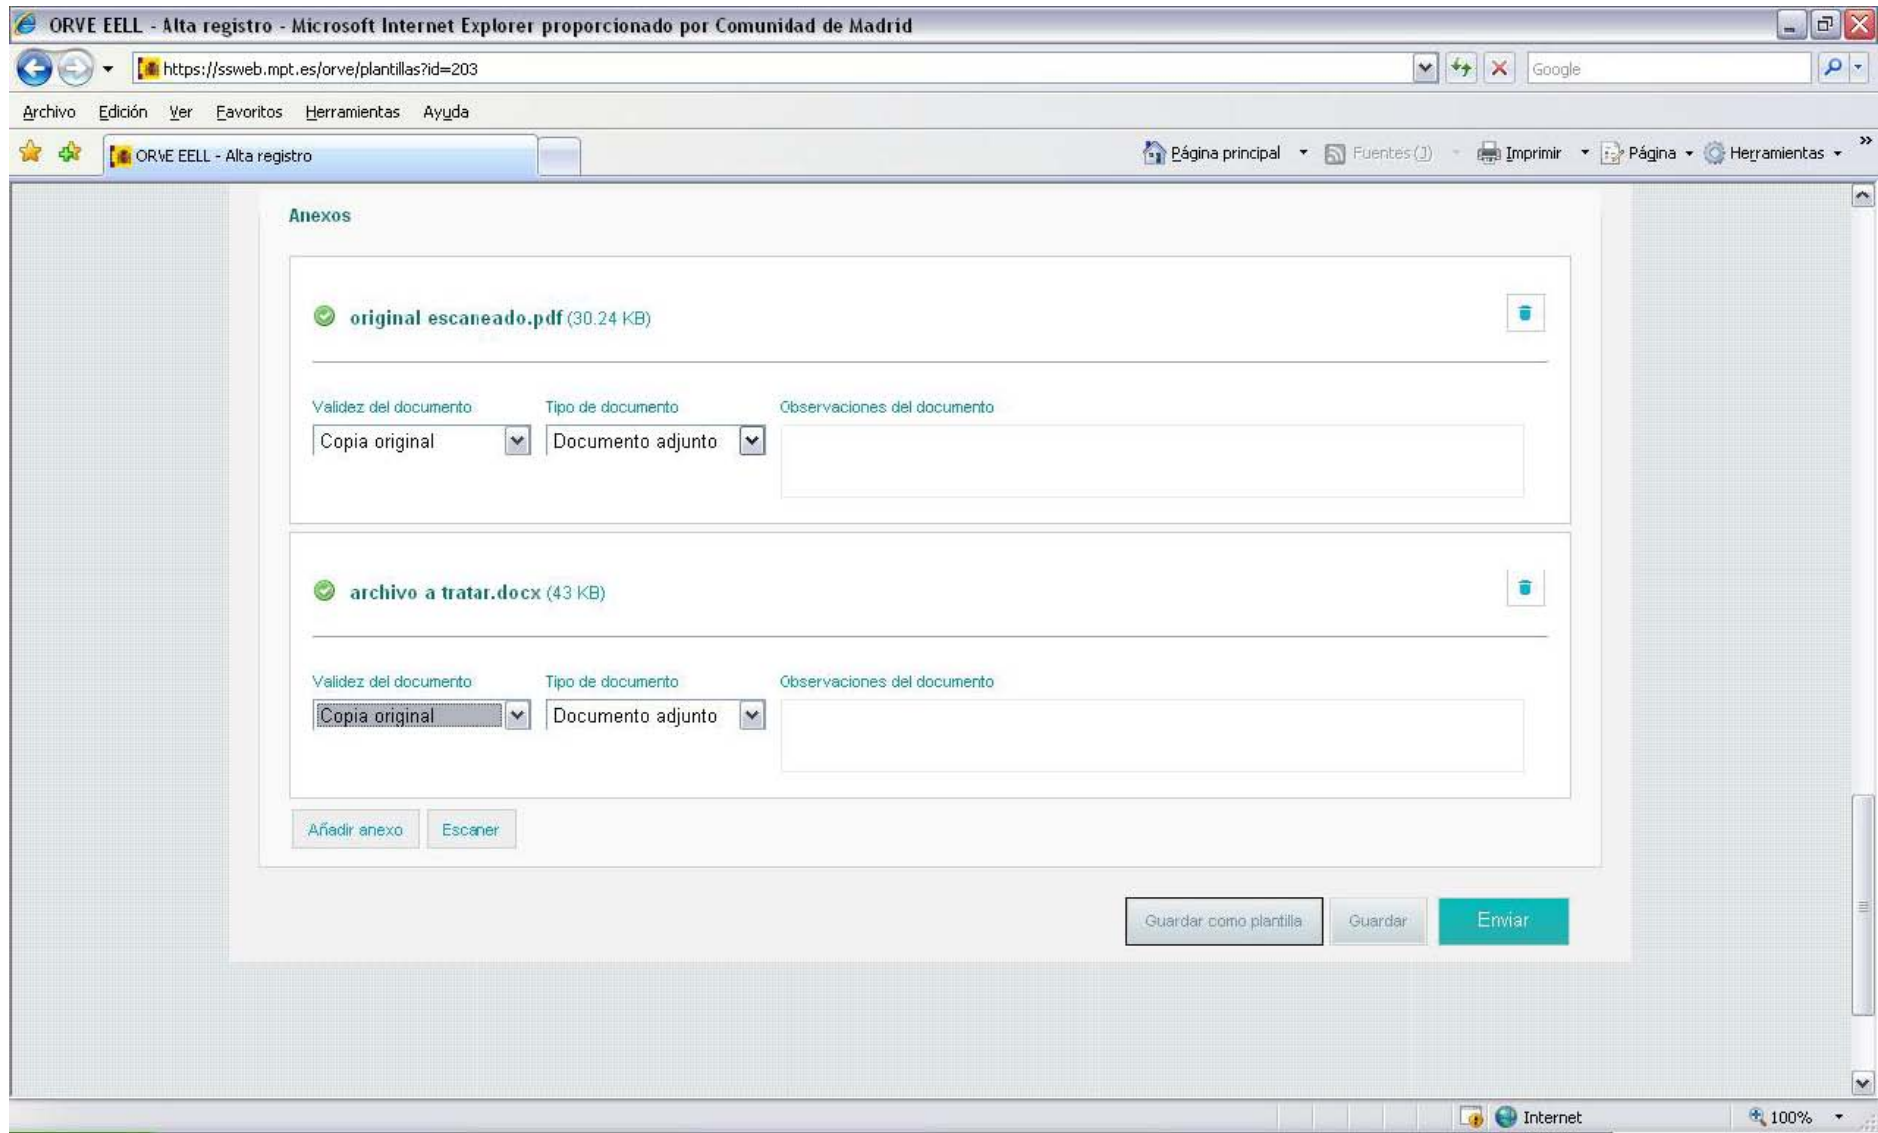 ORVE EELL - Alta registro - Microsoft Internet Explorer proporcionado por Comunidad de Madrid
https://ssweb.mpt.es/orve/plantillas?id=203
Google
Archivo Edición Ver Favoritos Herramientas Ayuda
ORVE EELL - Alta registro
Página principal Fuentes (J) Imprimir Página Herramientas »
Anexos
original escaneado.pdf (30.24 KB)
Validez del documento Tipo de documento Observaciones del documento
Copia original Documento adjunto
archivo a tratar.docx (43 KB)
Validez del documento Tipo de documento Observaciones del documento
Copia original Documento adjunto
Añadir anexo Escaner
Guardar como plantilla Guardar Enviar
Internet 100%